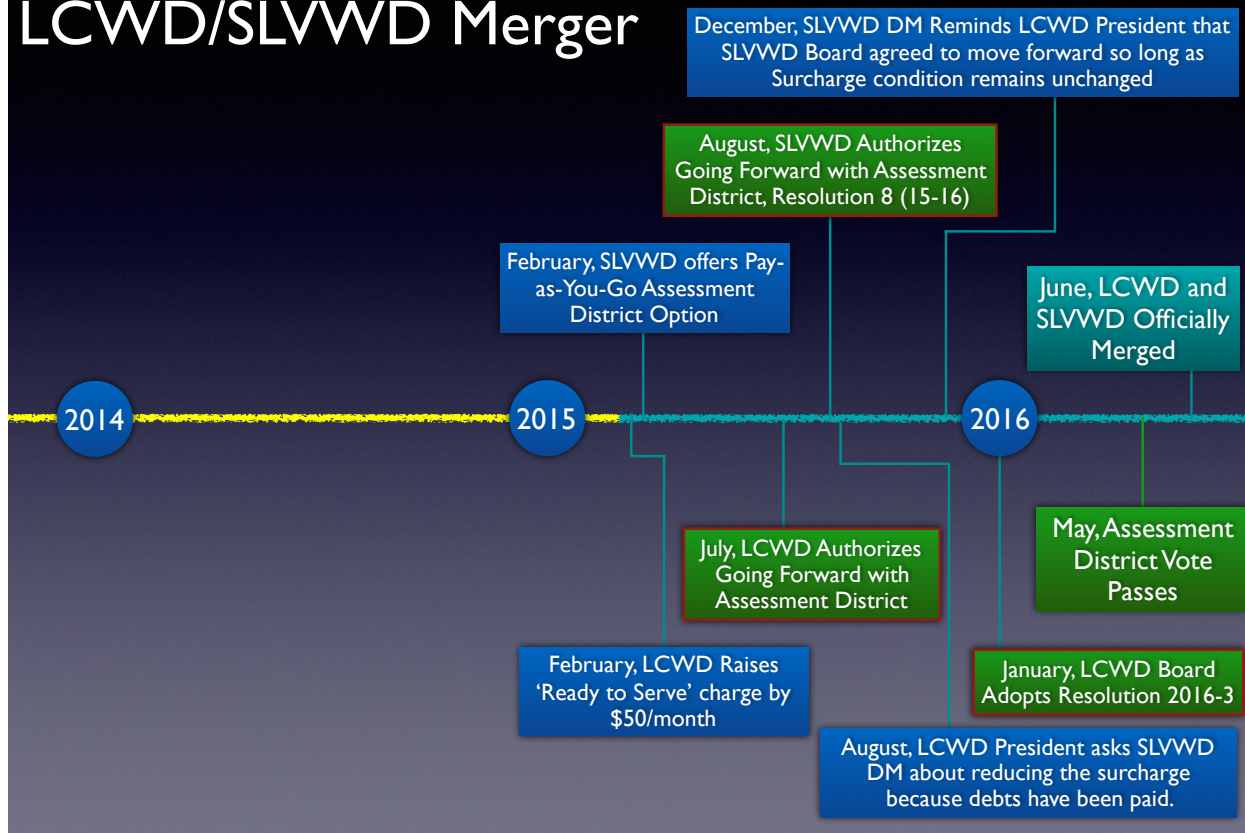 LCWD/SLVWD Merger
December, SLVWD DM Reminds LCWD President that
SLVWD Board agreed to move forward so long as
Surcharge condition remains unchanged
August, SLVWD Authorizes
Going Forward with Assessment
District, Resolution 8 (15-16)
February, SLVWD offers Pay-
as-You-Go Assessment
District Option
June, LCWD and
SLVWD Officially
Merged
2014
2015
2016
May, Assessment
District Vote
Passes
July, LCWD Authorizes
Going Forward with
Assessment District
February, LCWD Raises
‘Ready to Serve’ charge by
$50/month
January, LCWD Board
Adopts Resolution 2016-3
August, LCWD President asks SLVWD
DM about reducing the surcharge
because debts have been paid.